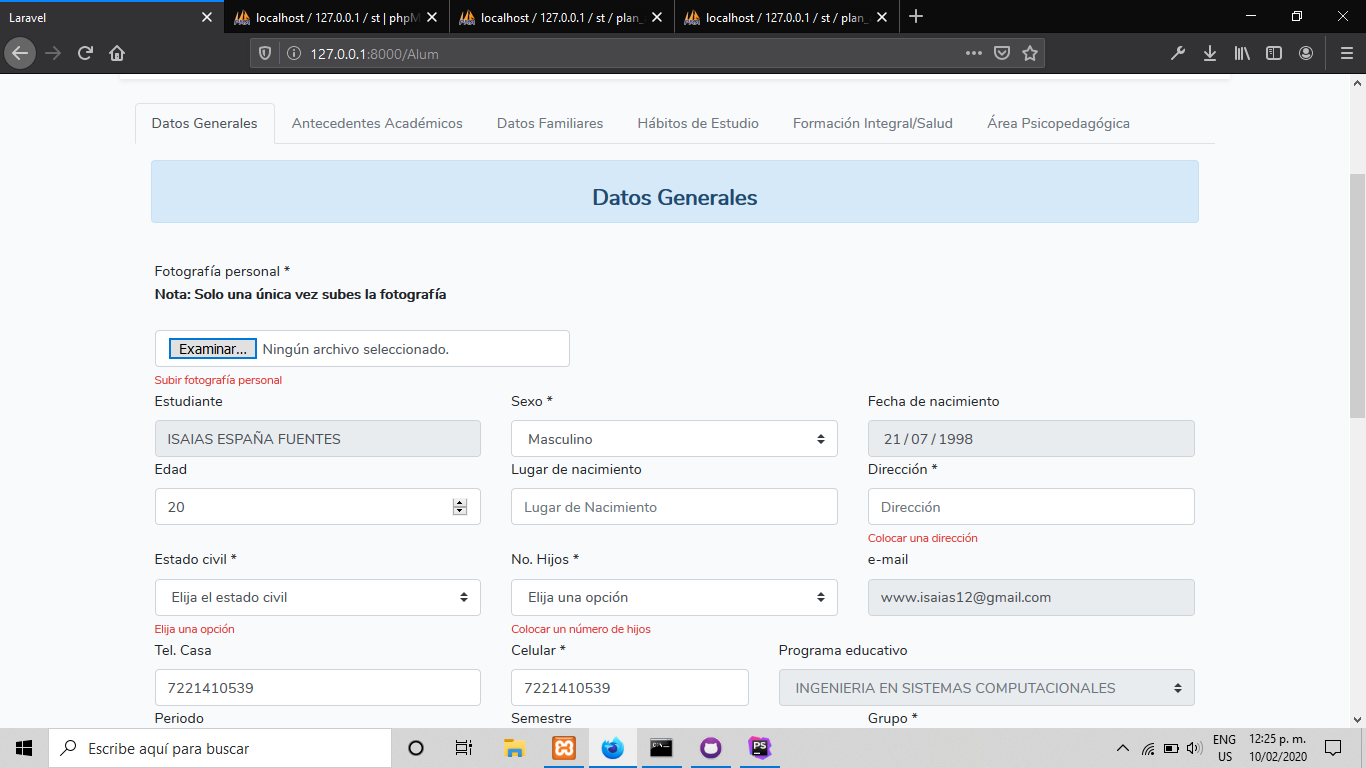 Laravel
localhost / 127.0.0.1 / st | phpM
localhost / 127.0.0.1 / st / plan_
localhost / 127.0.0.1 / st / plan_
127.0.0.1:8000/Alum
Datos Generales Antecedentes Académicos Datos Familiares Hábitos de Estudio Formación Integral/Salud Área Psicopedagógica
Datos Generales
Fotografía personal *
Nota: Solo una única vez subes la fotografía
Examinar... Ningún archivo seleccionado.
Subir fotografía personal
Estudiante Sexo * Fecha de nacimiento
ISAIAS ESPAÑA FUENTES Masculino 21 / 07 / 1998
Edad Lugar de nacimiento Dirección *
20 Lugar de Nacimiento Dirección
Colocar una dirección
Estado civil * No. Hijos * e-mail
Elija el estado civil Elija una opción www.isaias12@gmail.com
Elija una opción Colocar un número de hijos
Tel. Casa Celular * Programa educativo
7221410539 7221410539 INGENIERIA EN SISTEMAS COMPUTACIONALES
Periodo Semestre Grupo *
Escribe aquí para buscar
PS
ENG
US
12:25 p. m.
10/02/2020